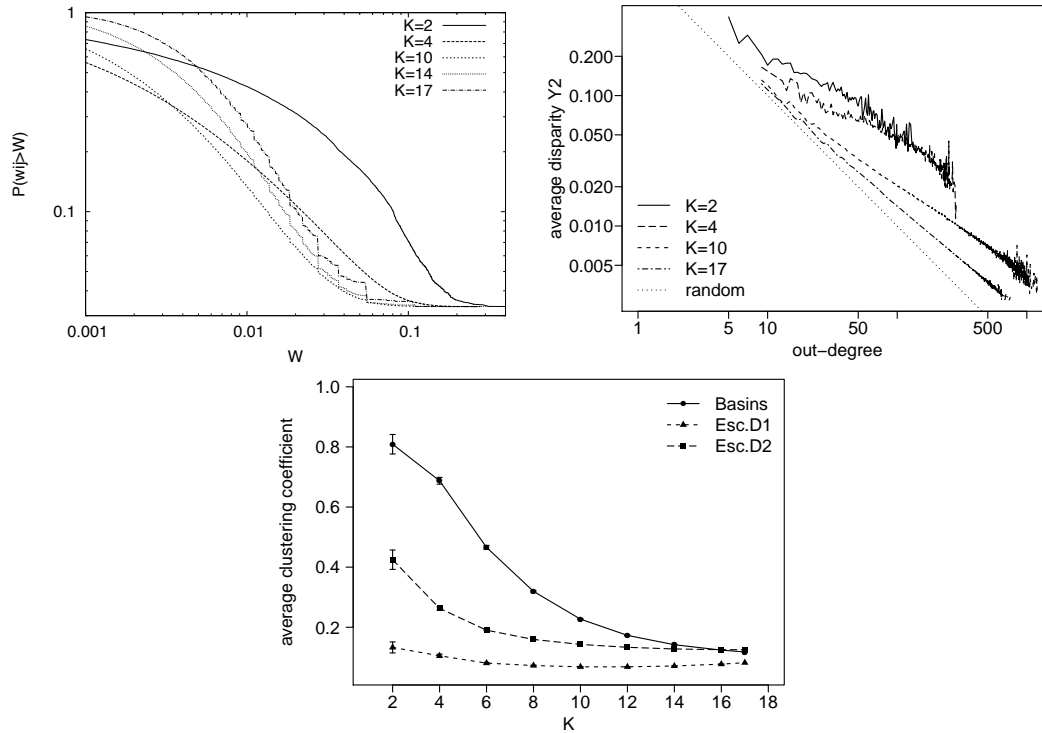 1
0.1
0.001
0.01
0.1
P(wij>W)
W
K=2
K=4
K=10
K=14
K=17
0.200
0.100
0.050
0.020
0.010
0.005
1
5
10
50
500
average disparity Y2
out−degree
K=2
K=4
K=10
K=17
random
1.0
0.8
0.6
0.4
0.2
2
4
6
8
10
12
14
16
18
average clustering coefficient
K
Basins
Esc.D1
Esc.D2